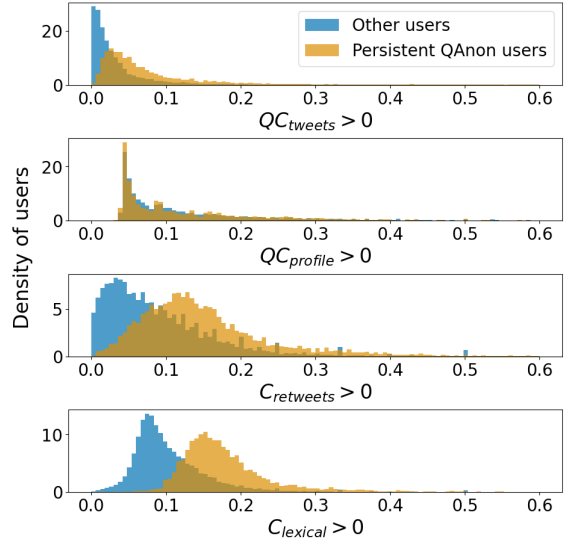 Other users
Persistent QAnon users
20
0
0.0 0.1 0.2 0.3 0.4 0.5 0.6
QC_tweets > 0
20
0
0.0 0.1 0.2 0.3 0.4 0.5 0.6
QC_profile > 0
Density of users
5
0
0.0 0.1 0.2 0.3 0.4 0.5 0.6
C_retweets > 0
10
0
0.0 0.1 0.2 0.3 0.4 0.5 0.6
C_lexical > 0